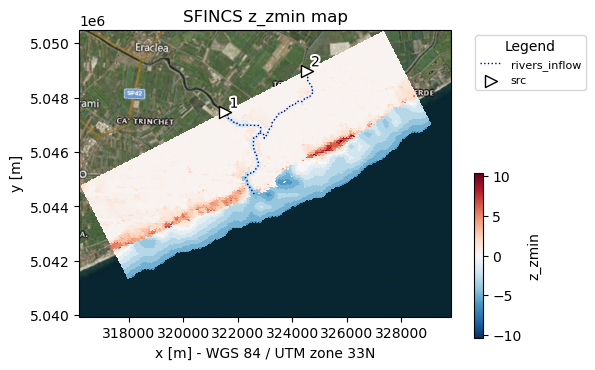 SFINCS z_zmin map
1e6
5.050
5.048
5.046
5.044
5.042
5.040
y [m]
318000 320000 322000 324000 326000 328000
x [m] - WGS 84 / UTM zone 33N
Eraclea
SP42
CA' TRINCHET
1
2
Legend
rivers_inflow
src
10
5
0
−5
−10
z_zmin